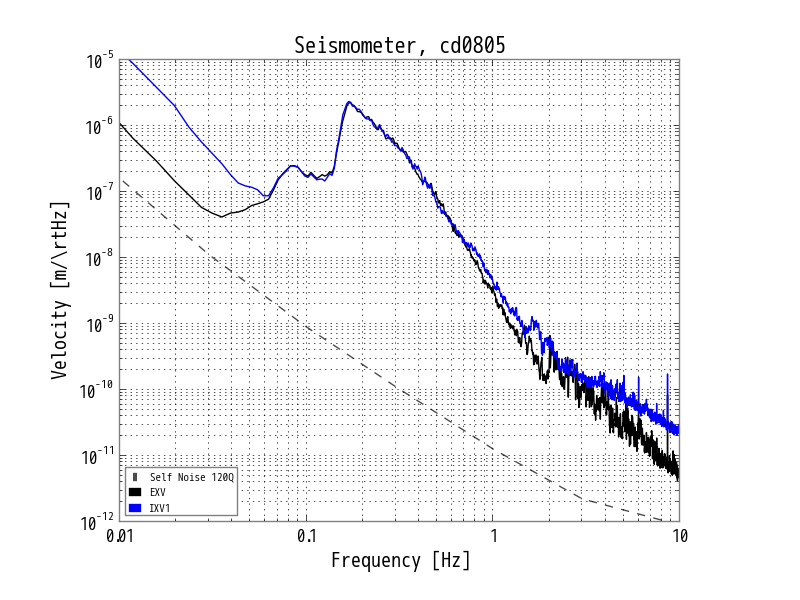 Seismometer, cd0805
Velocity [m/\rtHz]
10-5
10-6
10-7
10-8
10-9
10-10
10-11
10-12
Self Noise 120Q
EXV
IXV1
0.01
0.1
1
10
Frequency [Hz]